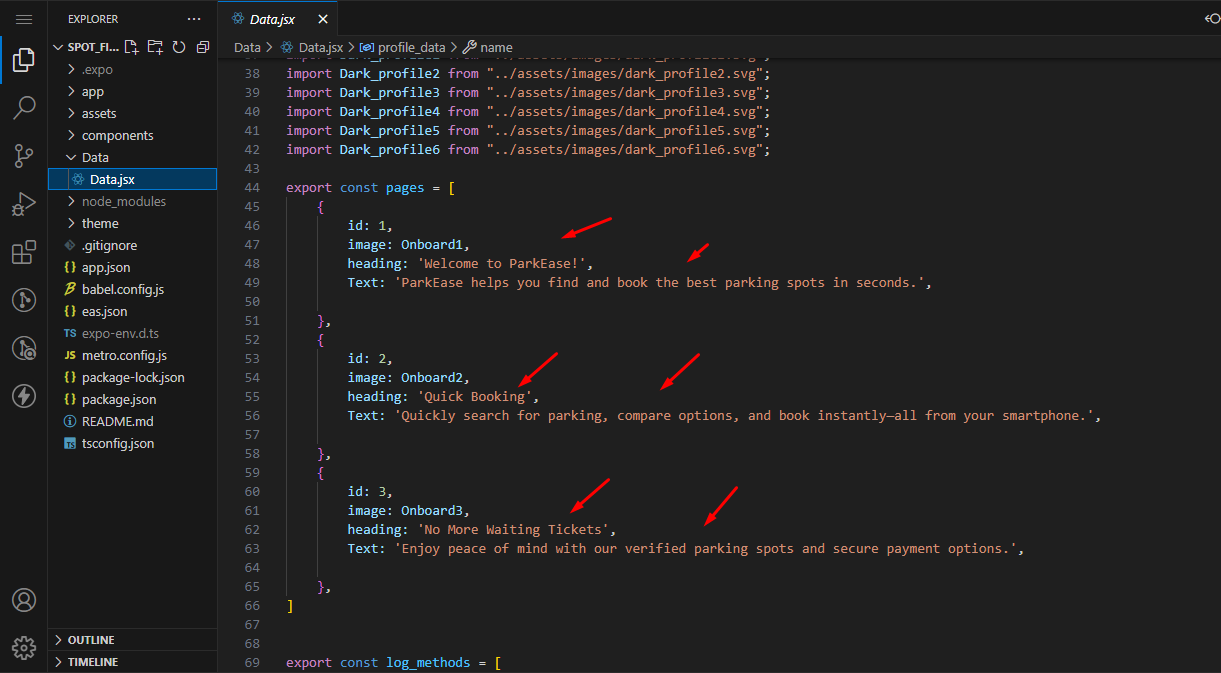 EXPLORER
Data.jsx
SPOT_FI...
Data > Data.jsx > profile_data > name
.expo
app
assets
components
Data
Data.jsx
node_modules
theme
.gitignore
app.json
babel.config.js
eas.json
TS expo-env.d.ts
JS metro.config.js
package-lock.json
package.json
README.md
TS tsconfig.json
OUTLINE
TIMELINE
38 import Dark_profile2 from "../assets/images/dark_profile2.svg";
39 import Dark_profile3 from "../assets/images/dark_profile3.svg";
40 import Dark_profile4 from "../assets/images/dark_profile4.svg";
41 import Dark_profile5 from "../assets/images/dark_profile5.svg";
42 import Dark_profile6 from "../assets/images/dark_profile6.svg";
43
44 export const pages = [
45 {
46 id: 1,
47 image: Onboard1,
48 heading: 'Welcome to ParkEase!',
49 Text: 'ParkEase helps you find and book the best parking spots in seconds.',
50
51 },
52 {
53 id: 2,
54 image: Onboard2,
55 heading: 'Quick Booking',
56 Text: 'Quickly search for parking, compare options, and book instantly—all from your smartphone.',
57
58 },
59 {
60 id: 3,
61 image: Onboard3,
62 heading: 'No More Waiting Tickets',
63 Text: 'Enjoy peace of mind with our verified parking spots and secure payment options.',
64
65 },
66 ]
67
68
69 export const log_methods = [